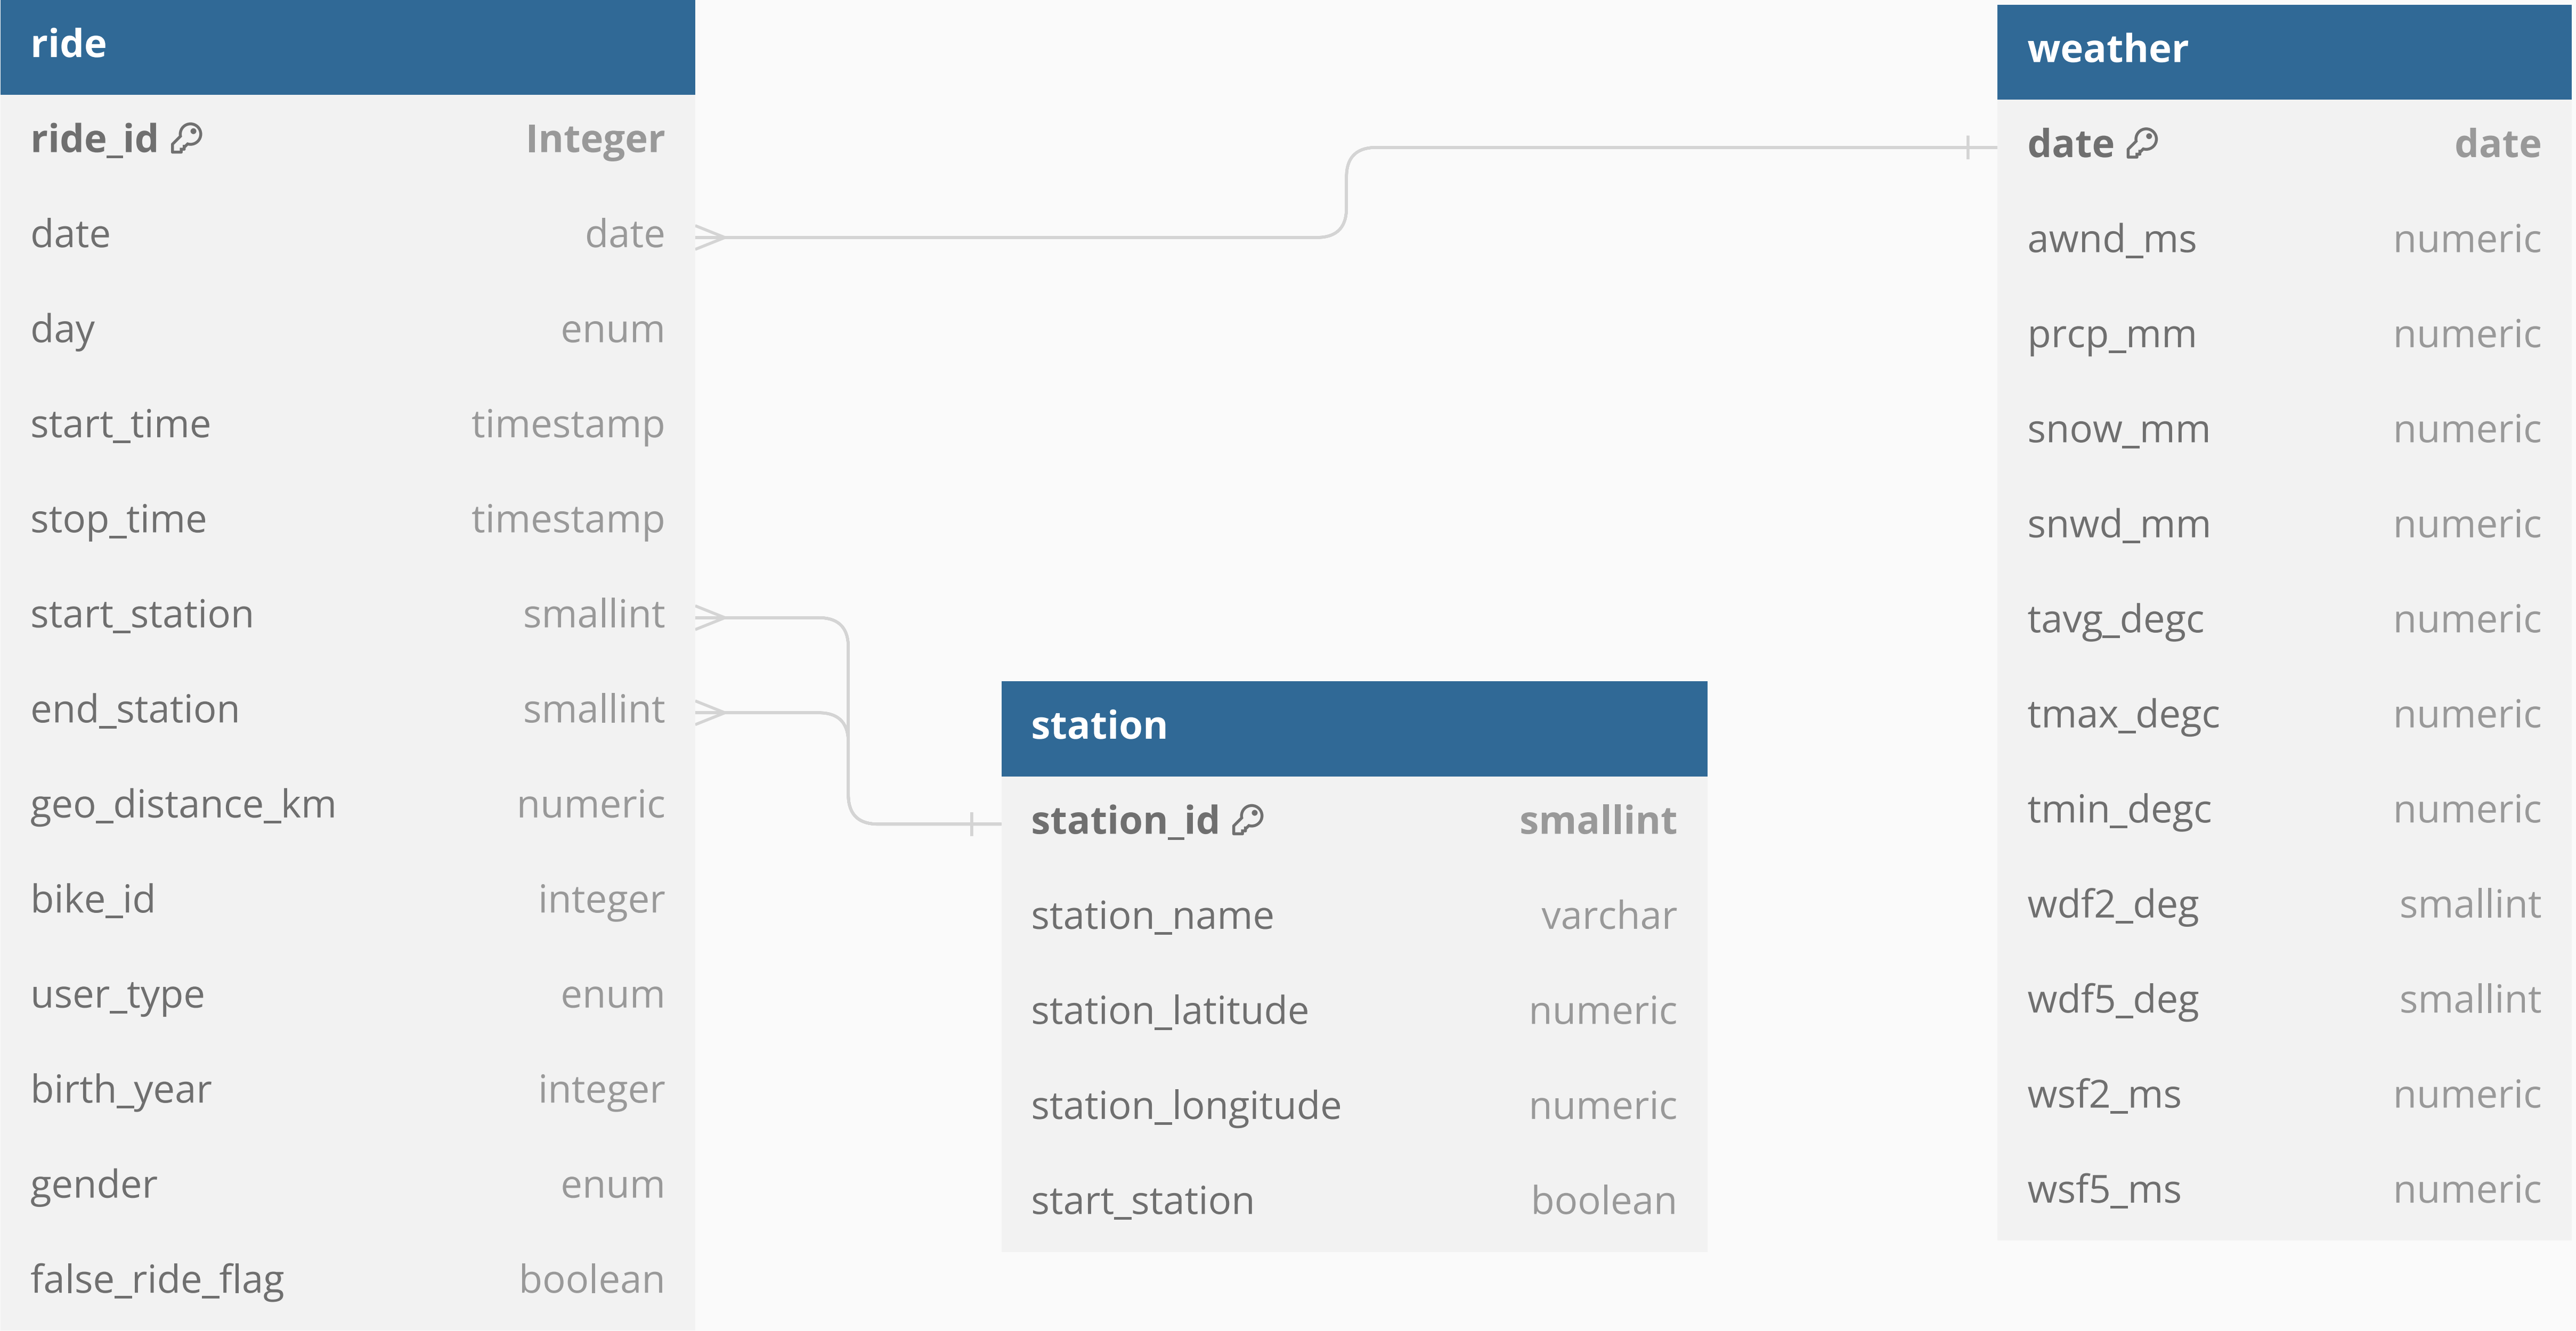 ride
ride_id Integer
date date
day enum
start_time timestamp
stop_time timestamp
start_station smallint
end_station smallint
geo_distance_km numeric
bike_id integer
user_type enum
birth_year integer
gender enum
false_ride_flag boolean
station
station_id smallint
station_name varchar
station_latitude numeric
station_longitude numeric
start_station boolean
weather
date date
awnd_ms numeric
prcp_mm numeric
snow_mm numeric
snwd_mm numeric
tavg_degc numeric
tmax_degc numeric
tmin_degc numeric
wdf2_deg smallint
wdf5_deg smallint
wsf2_ms numeric
wsf5_ms numeric